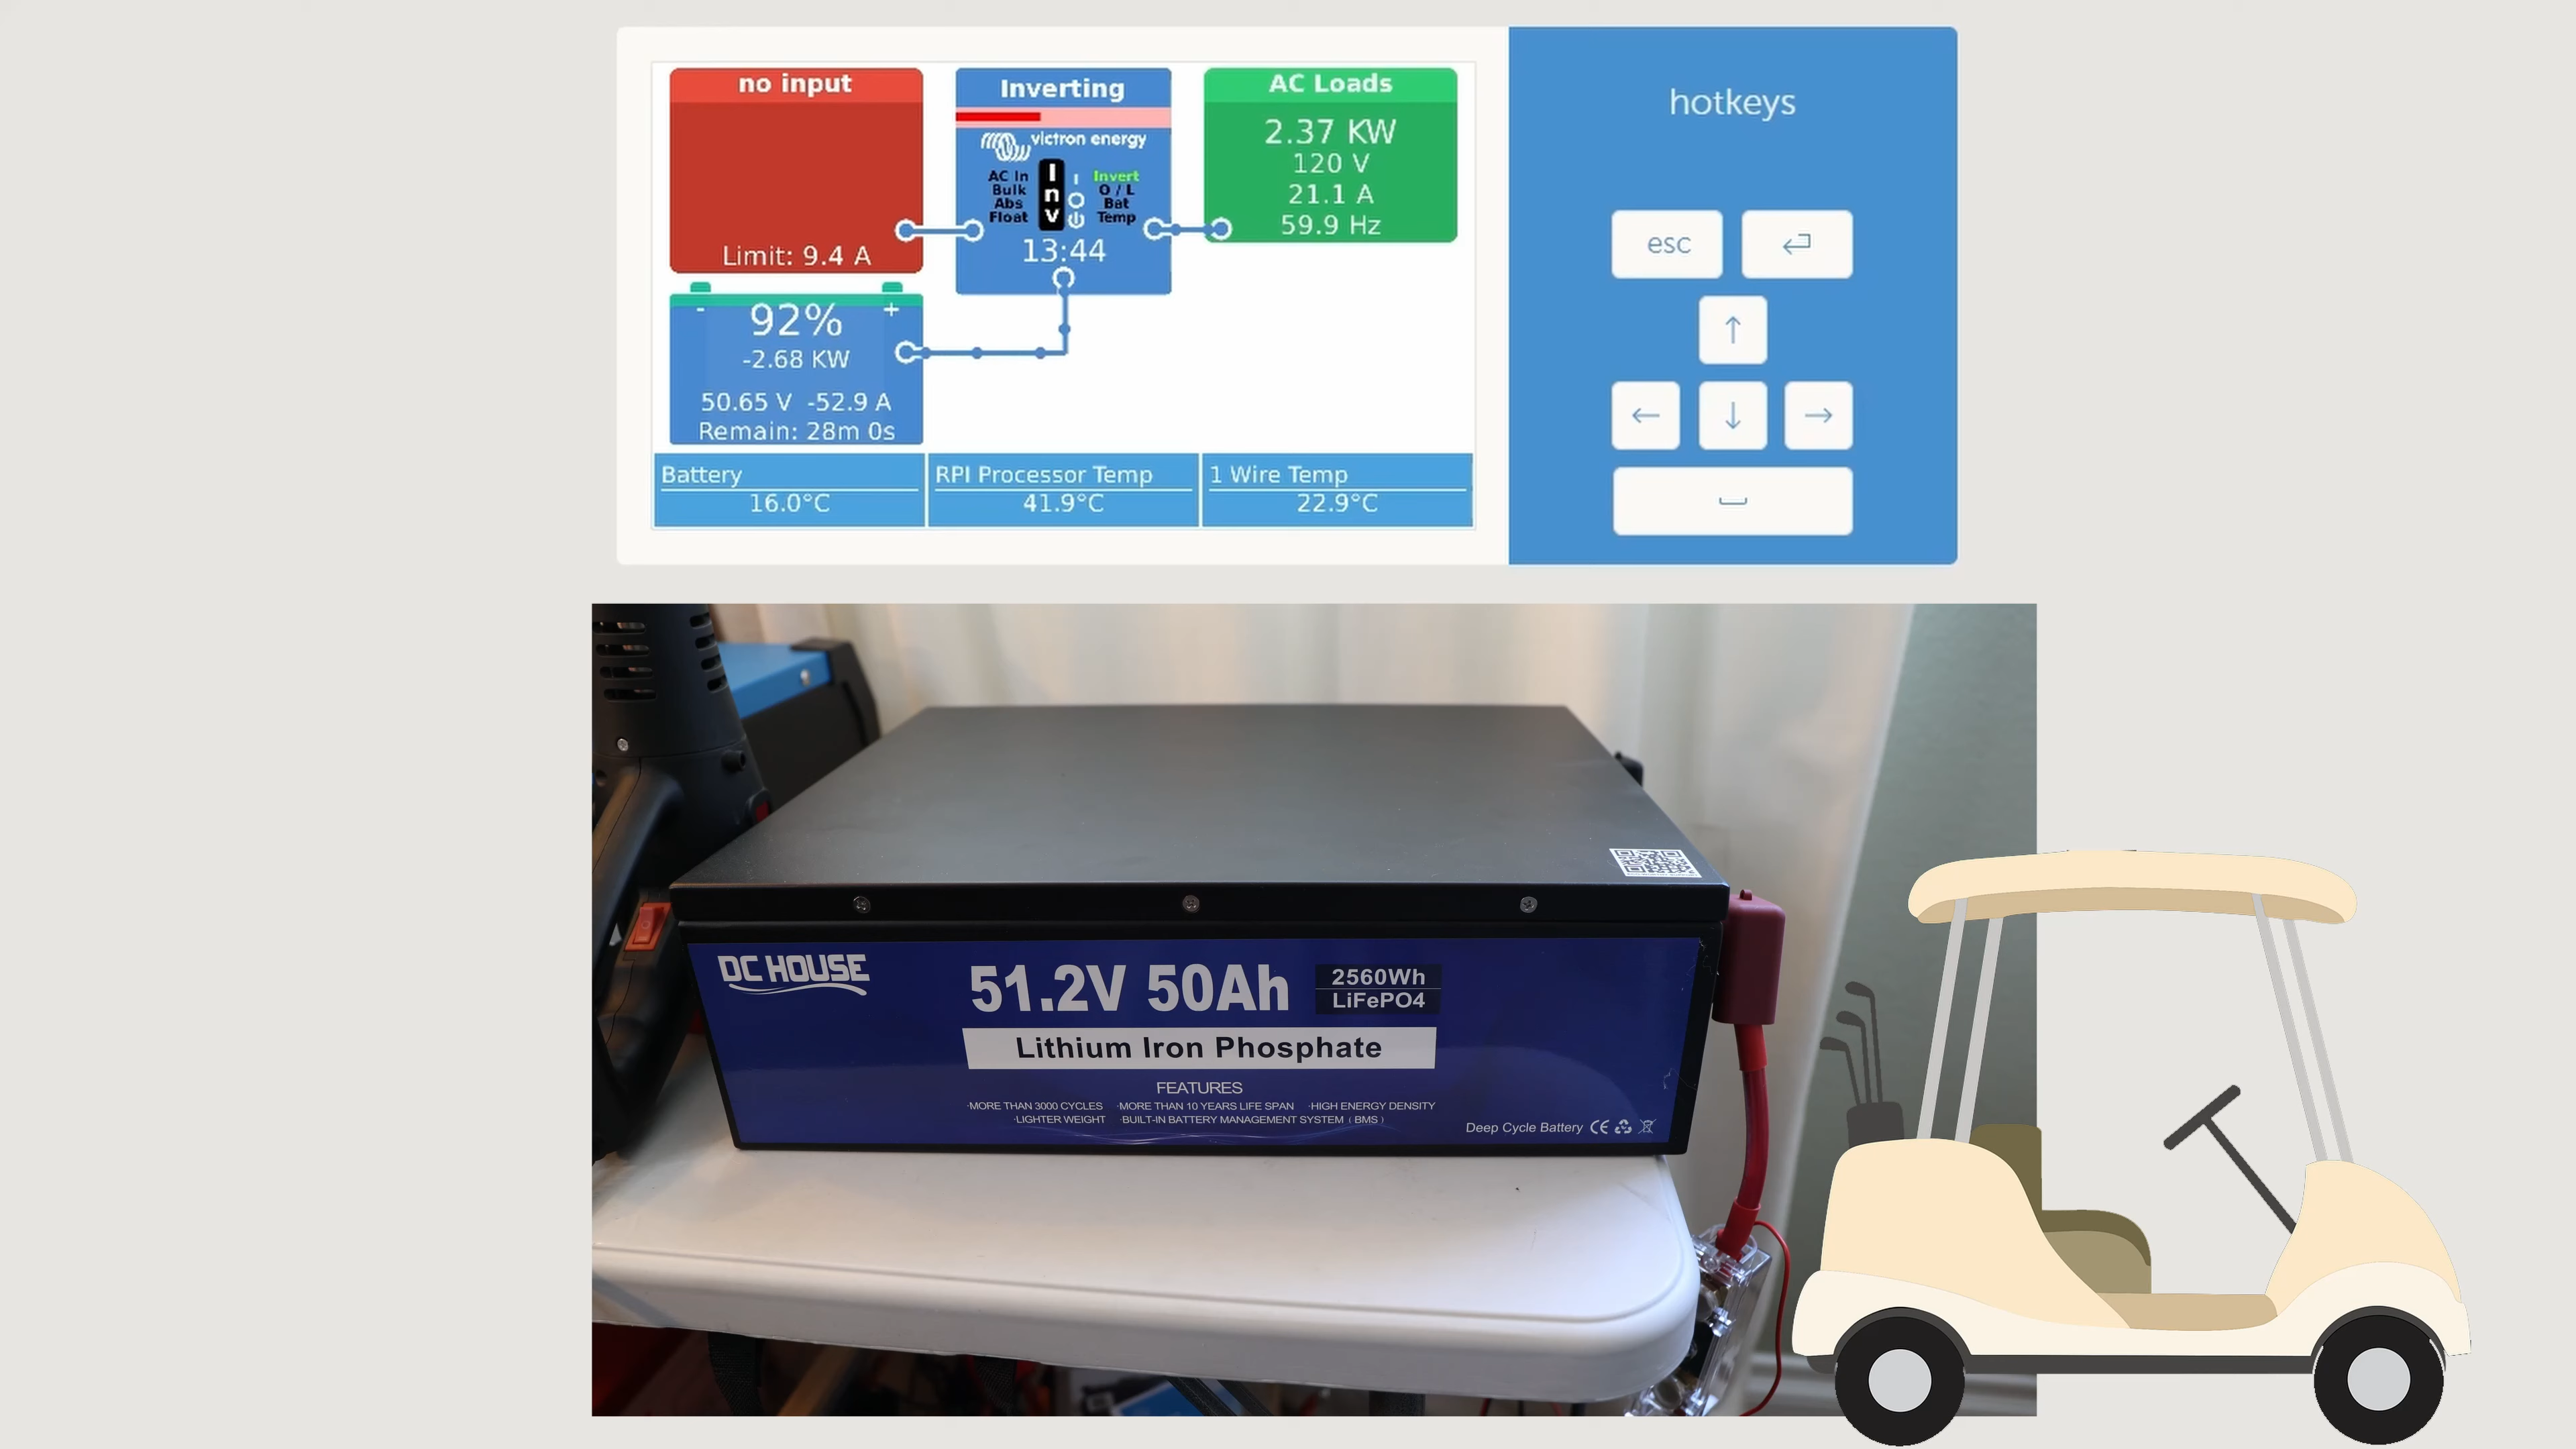 no input
Limit: 9.4 A
Inverting
victron energy
AC In
Bulk
Abs
Float
Inv
I
O
Invert
O / L
Bat
Temp
13:44
AC Loads
2.37 KW
120 V
21.1 A
59.9 Hz
- +
92%
-2.68 KW
50.65 V -52.9 A
Remain: 28m 0s
Battery
16.0°C
RPI Processor Temp
41.9°C
1 Wire Temp
22.9°C
hotkeys
esc
DC HOUSE
51.2V 50Ah
2560Wh
LiFePO4
Lithium Iron Phosphate
FEATURES
·MORE THAN 3000 CYCLES ·MORE THAN 10 YEARS LIFE SPAN ·HIGH ENERGY DENSITY
·LIGHTER WEIGHT ·BUILT-IN BATTERY MANAGEMENT SYSTEM ( BMS )
Deep Cycle Battery CE